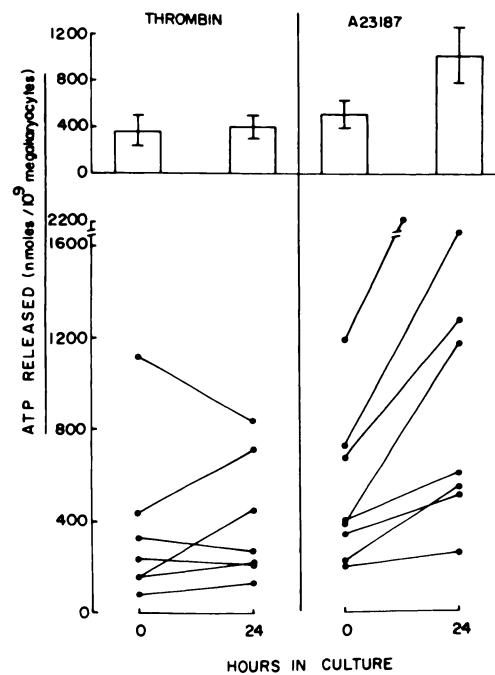 THROMBIN
A23187
1200
800
400
0
ATP RELEASED (nmoles/10⁹ megakaryocytes)
2200
1600
1200
800
400
0
0 24 0 24
HOURS IN CULTURE